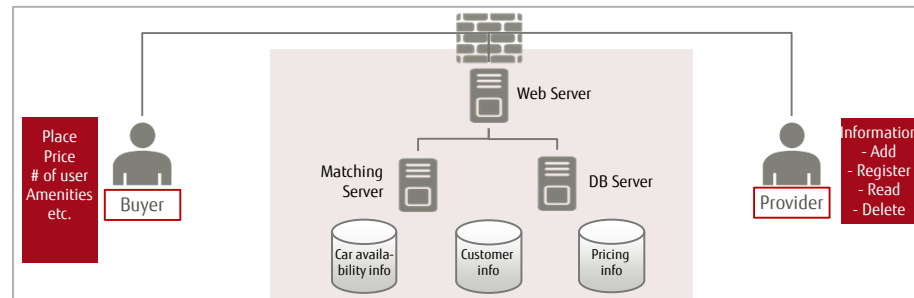 Web Server
Place
Price
# of user
Amenities
etc.
Buyer
Matching
Server
DB Server
Provider
Information
- Add
- Register
- Read
- Delete
Car availa-
bility info
Customer
info
Pricing
info